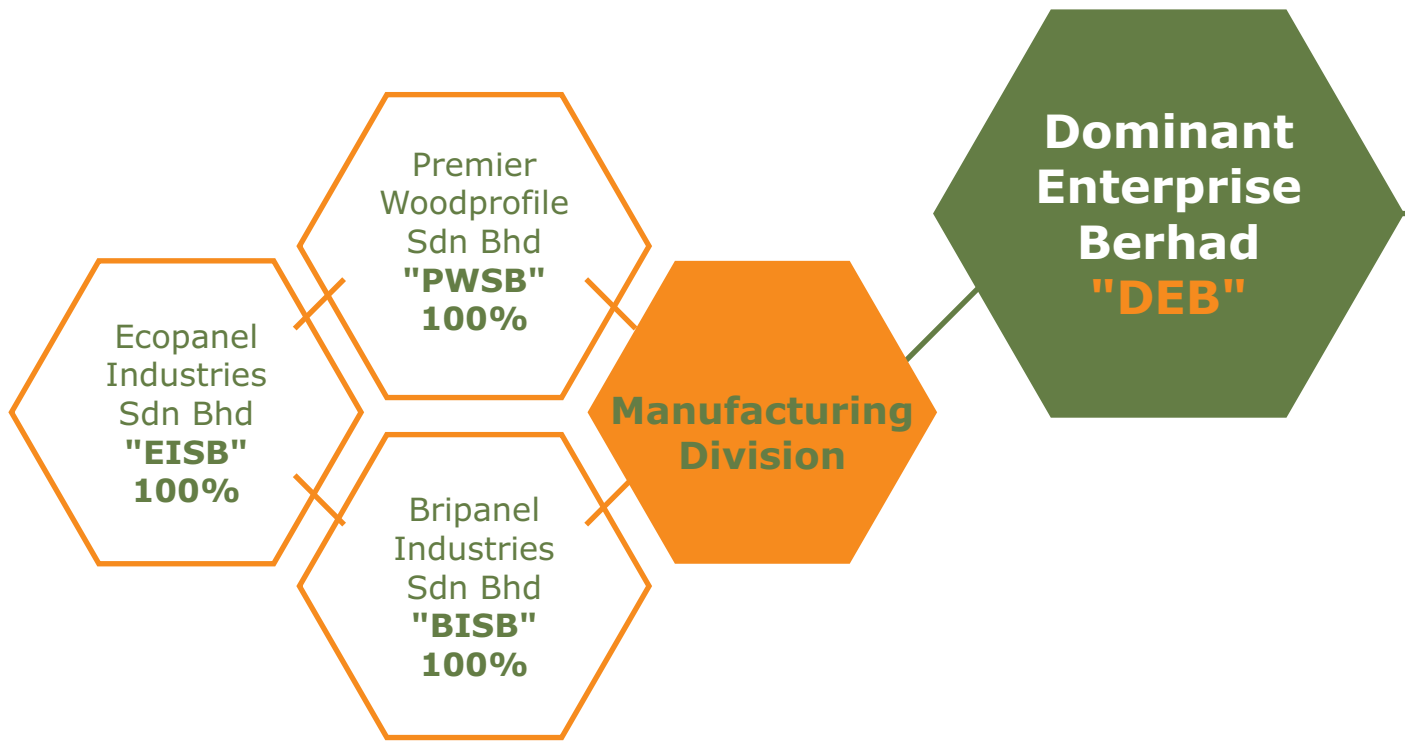 Dominant
Enterprise
Berhad
"DEB"
Premier
Woodprofile
Sdn Bhd
"PWSB"
100%
Ecopanel
Industries
Sdn Bhd
"EISB"
100%
Manufacturing
Division
Bripanel
Industries
Sdn Bhd
"BISB"
100%